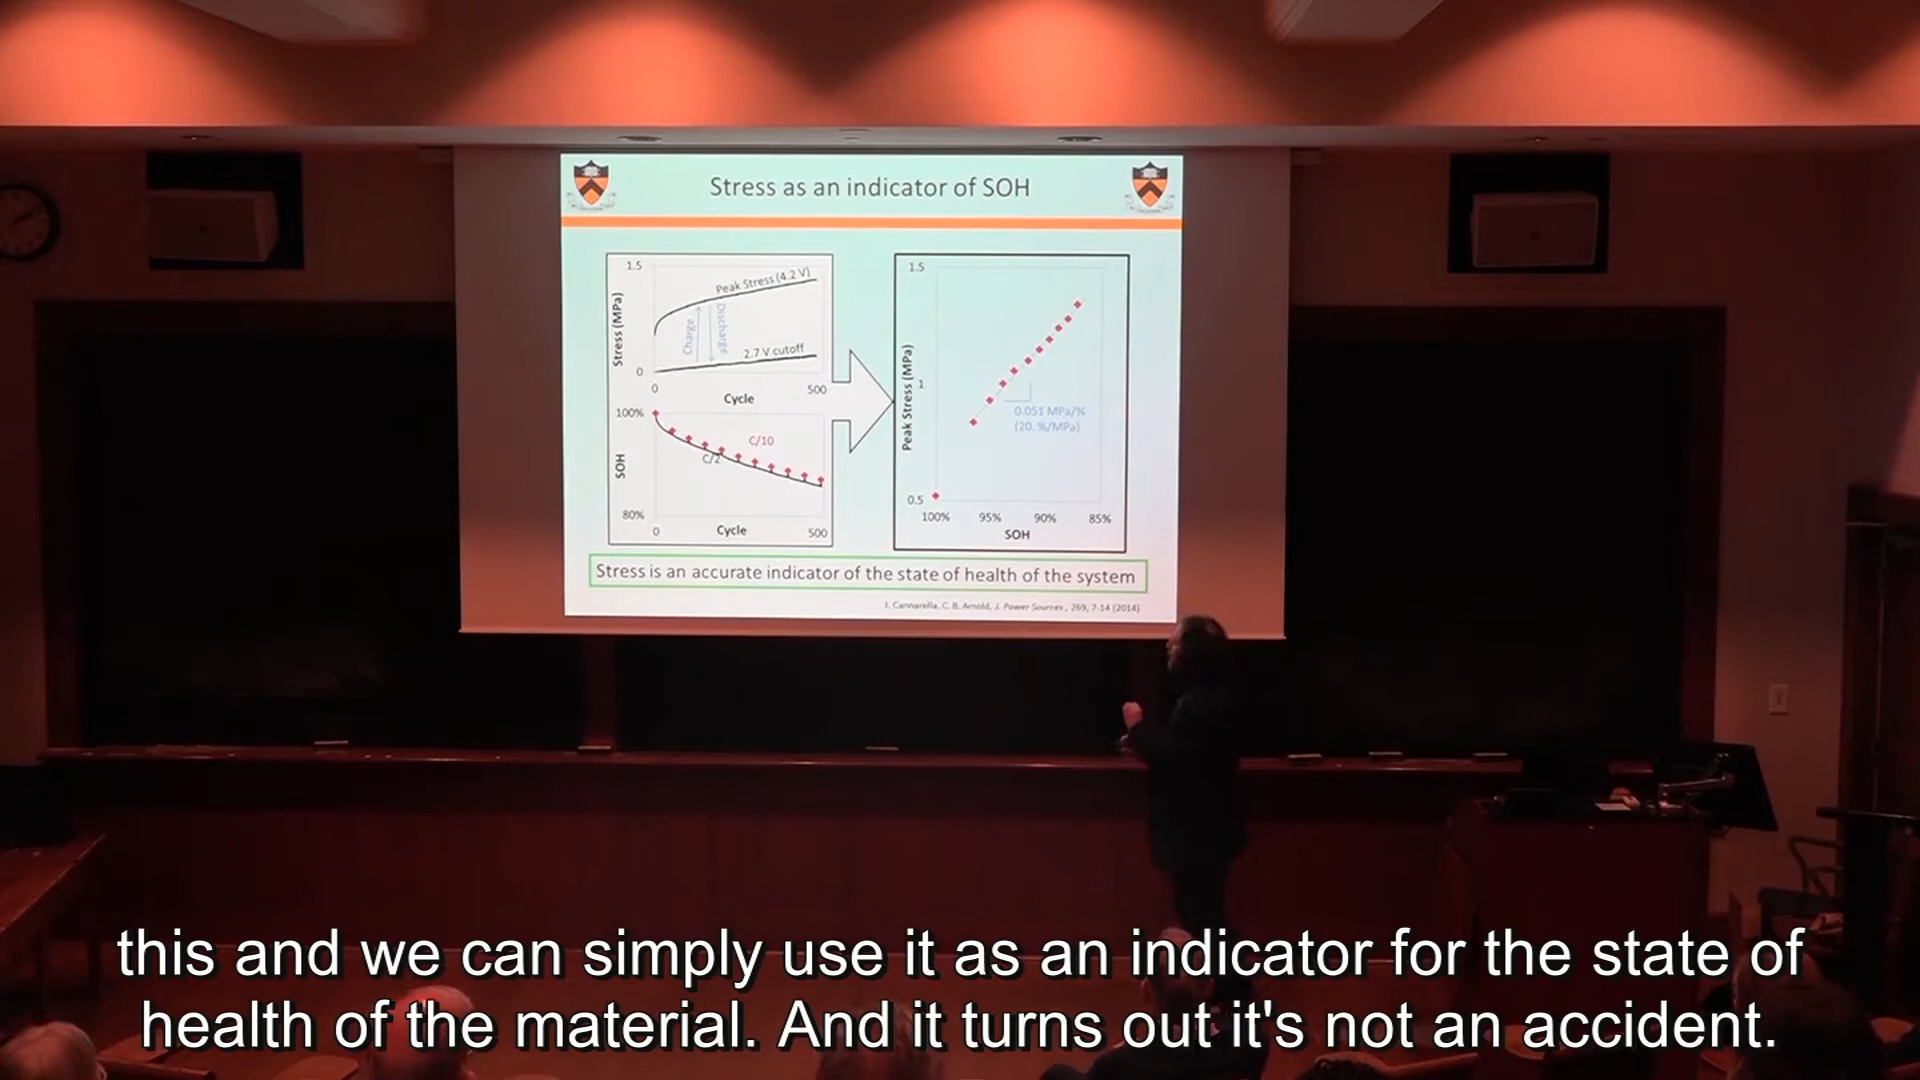 Stress as an indicator of SOH
1.5
Peak Stress (4.2 V)
Stress (MPa)
Charge
Discharge
2.7 V cutoff
0
0
500
Cycle
100%
C/10
C/2
SOH
80%
0
Cycle
500
1.5
Peak Stress (MPa)
1
0.051 MPa/%
(20. %/MPa)
0.5
100%
95%
90%
85%
SOH
Stress is an accurate indicator of the state of health of the system
J. Cannarella, C. B. Arnold, J. Power Sources, 269, 7-14 (2014)
this and we can simply use it as an indicator for the state of
health of the material. And it turns out it's not an accident.